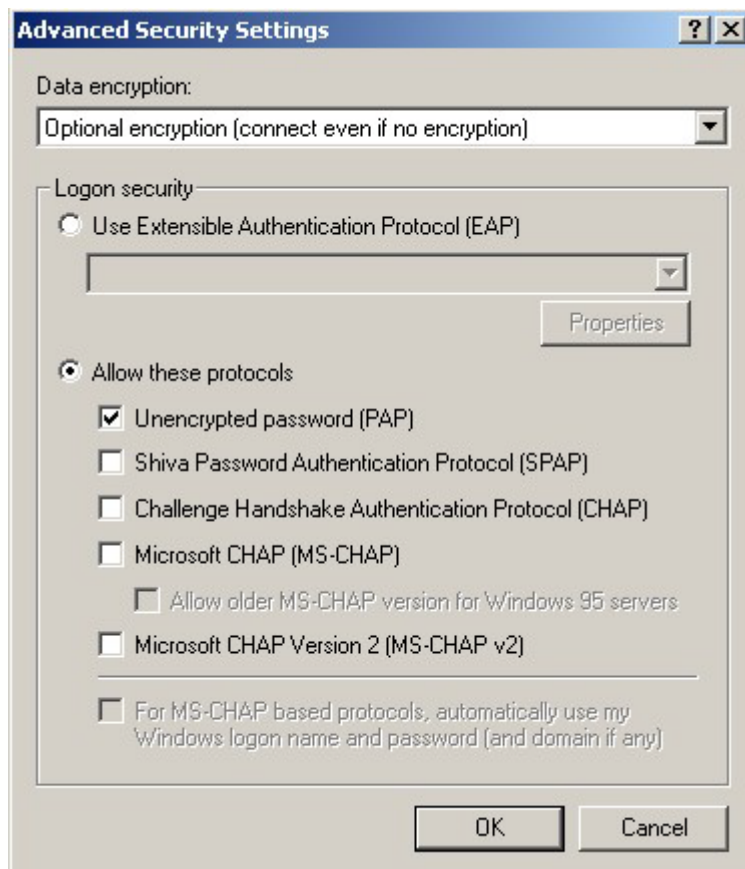 Advanced Security Settings
Data encryption:
Optional encryption (connect even if no encryption)
Logon security
Use Extensible Authentication Protocol (EAP)
Properties
Allow these protocols
Unencrypted password (PAP)
Shiva Password Authentication Protocol (SPAP)
Challenge Handshake Authentication Protocol (CHAP)
Microsoft CHAP (MS-CHAP)
Allow older MS-CHAP version for Windows 95 servers
Microsoft CHAP Version 2 (MS-CHAP v2)
For MS-CHAP based protocols, automatically use my
Windows logon name and password (and domain if any)
OK Cancel